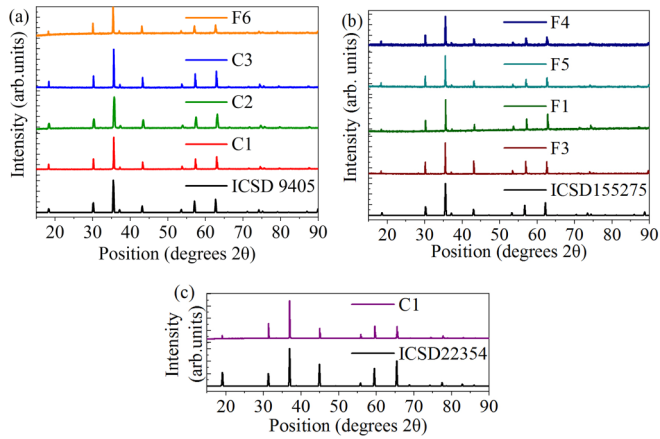 (a)
F6
C3
C2
C1
ICSD 9405
Intensity (arb.units)
20 30 40 50 60 70 80 90
Position (degrees 2θ)
(b)
F4
F5
F1
F3
ICSD155275
Intensity (arb. units)
20 30 40 50 60 70 80 90
Position (degrees 2θ)
(c)
C1
ICSD22354
Intensity
(arb.units)
20 30 40 50 60 70 80 90
Position (degrees 2θ)